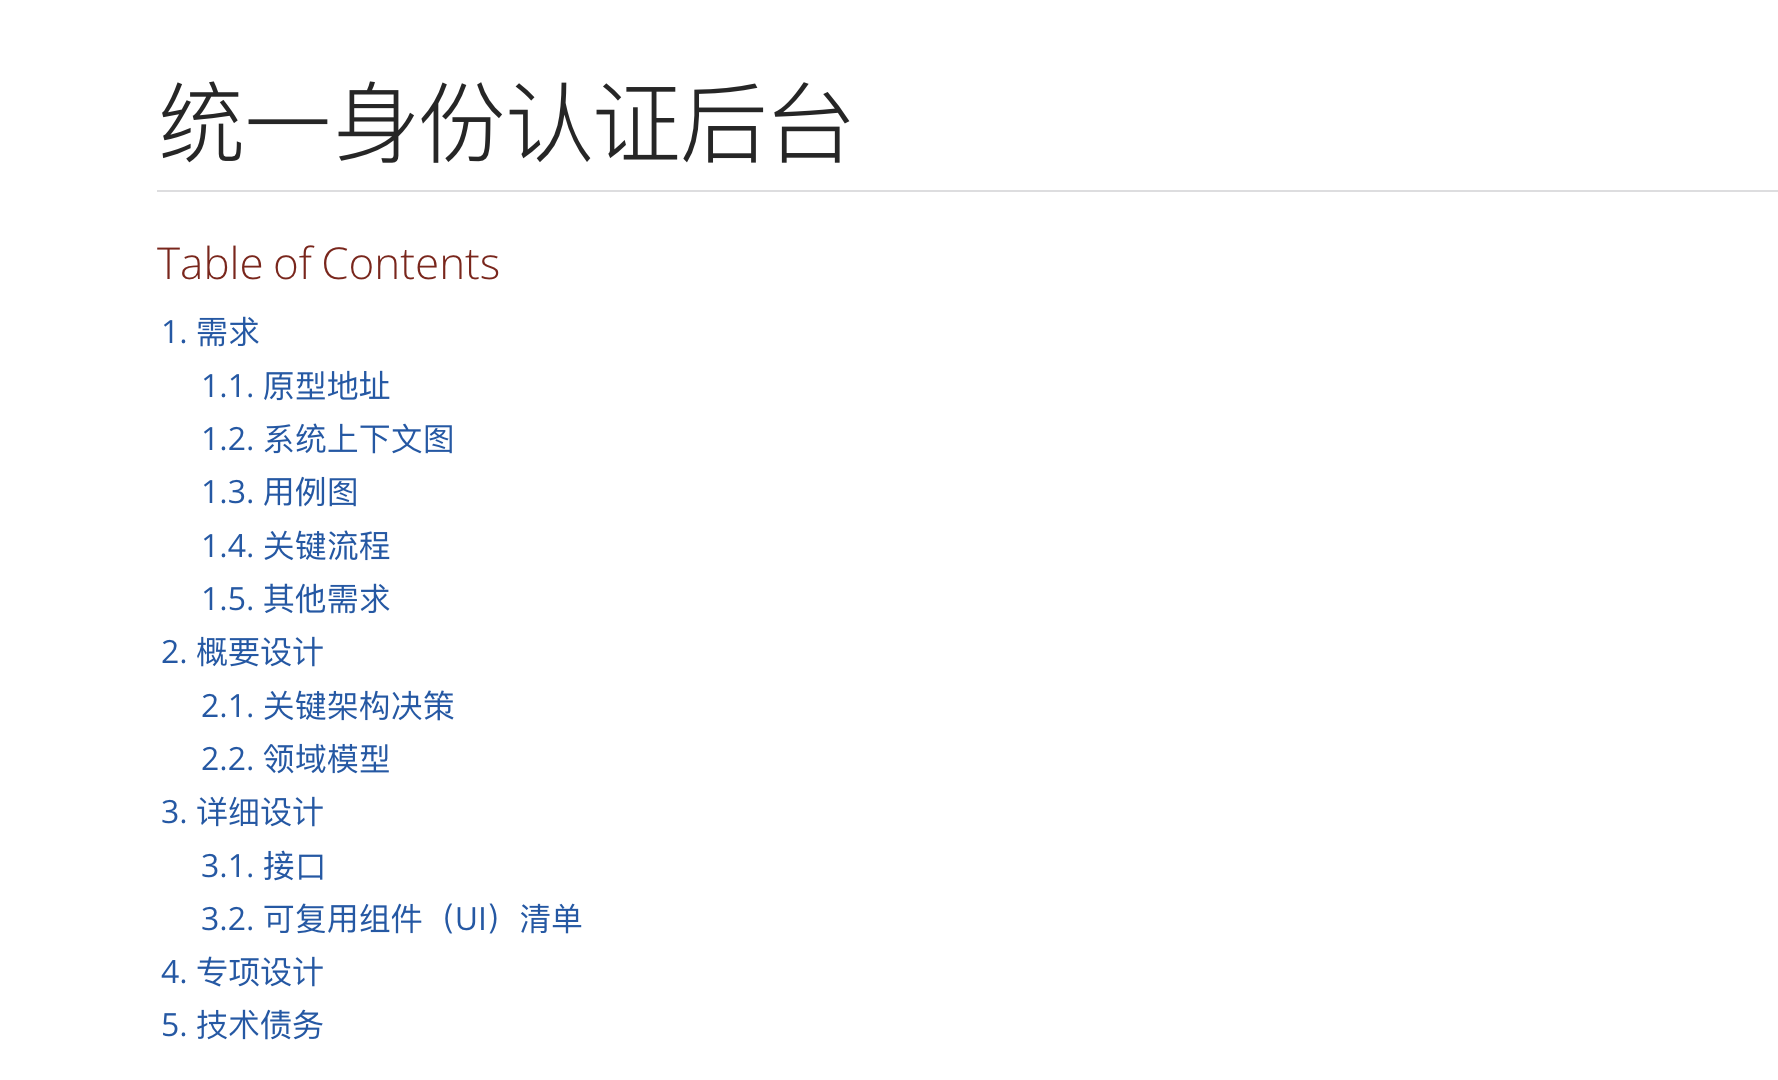 统一身份认证后台
Table of Contents
1. 需求
1.1. 原型地址
1.2. 系统上下文图
1.3. 用例图
1.4. 关键流程
1.5. 其他需求
2. 概要设计
2.1. 关键架构决策
2.2. 领域模型
3. 详细设计
3.1. 接口
3.2. 可复用组件（UI）清单
4. 专项设计
5. 技术债务